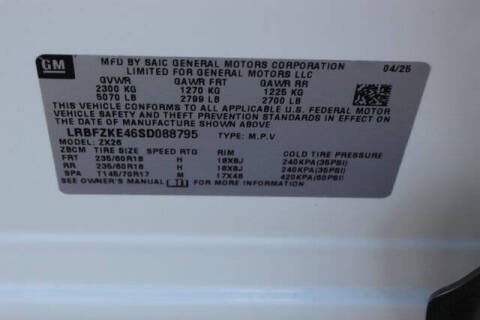 GM
MFD BY SAIC GENERAL MOTORS CORPORATION
LIMITED FOR GENERAL MOTORS LLC
04/25
GVWR GAWR FRT GAWR RR
2300 KG 1270 KG 1225 KG
5070 LB 2799 LB 2700 LB
THIS VEHICLE CONFORMS TO ALL APPLICABLE U.S. FEDERAL MOTOR
VEHICLE SAFETY AND THEFT PREVENTION STANDARDS IN EFFECT ON
THE DATE OF MANUFACTURE SHOWN ABOVE.
LRBFZKE46SD088795 TYPE: M.P.V
MODEL: ZX26
ZBCM TIRE SIZE SPEED RTG RIM
FRT 235/60R18 H 18X8J 240KPA(35PSI)
RR 235/60R18 H 18X8J 240KPA(35PSI)
SPA T145/70R17 M 17X4B 420KPA(60PSI)
SEE OWNER'S MANUAL FOR MORE INFORMATION